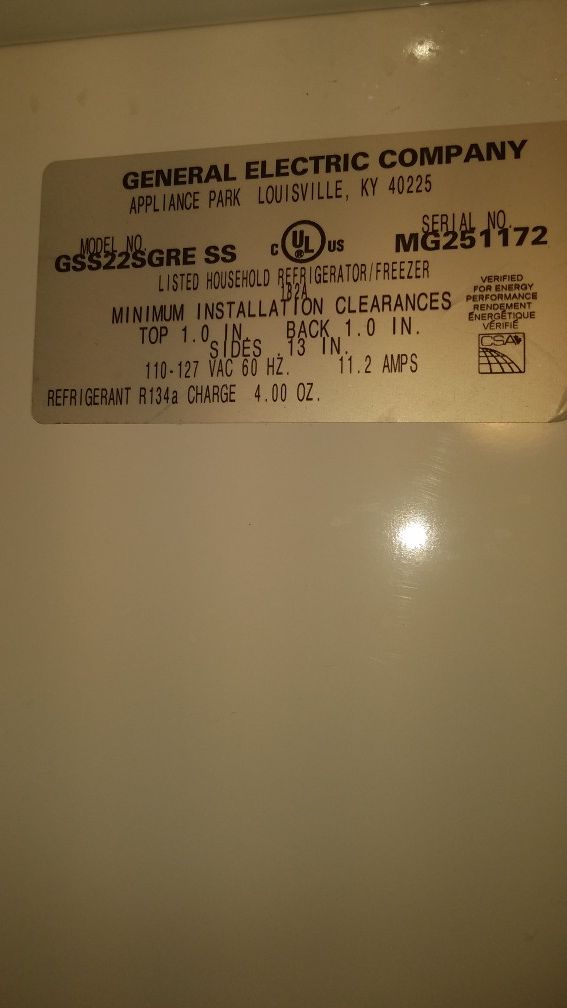 GENERAL ELECTRIC COMPANY
APPLIANCE PARK LOUISVILLE, KY 40225
MODEL NO. SERIAL NO.
GSS22SGRE SS C UL ® US MG251172
LISTED HOUSEHOLD REFRIGERATOR/FREEZER
1B2A
MINIMUM INSTALLATION CLEARANCES
TOP 1.0 IN. BACK 1.0 IN.
SIDES .13 IN.
110-127 VAC 60 HZ. 11.2 AMPS
REFRIGERANT R134a CHARGE 4.00 OZ.
VERIFIED
FOR ENERGY
PERFORMANCE
RENDEMENT
ÉNERGÉTIQUE
VÉRIFIÉ
CSA